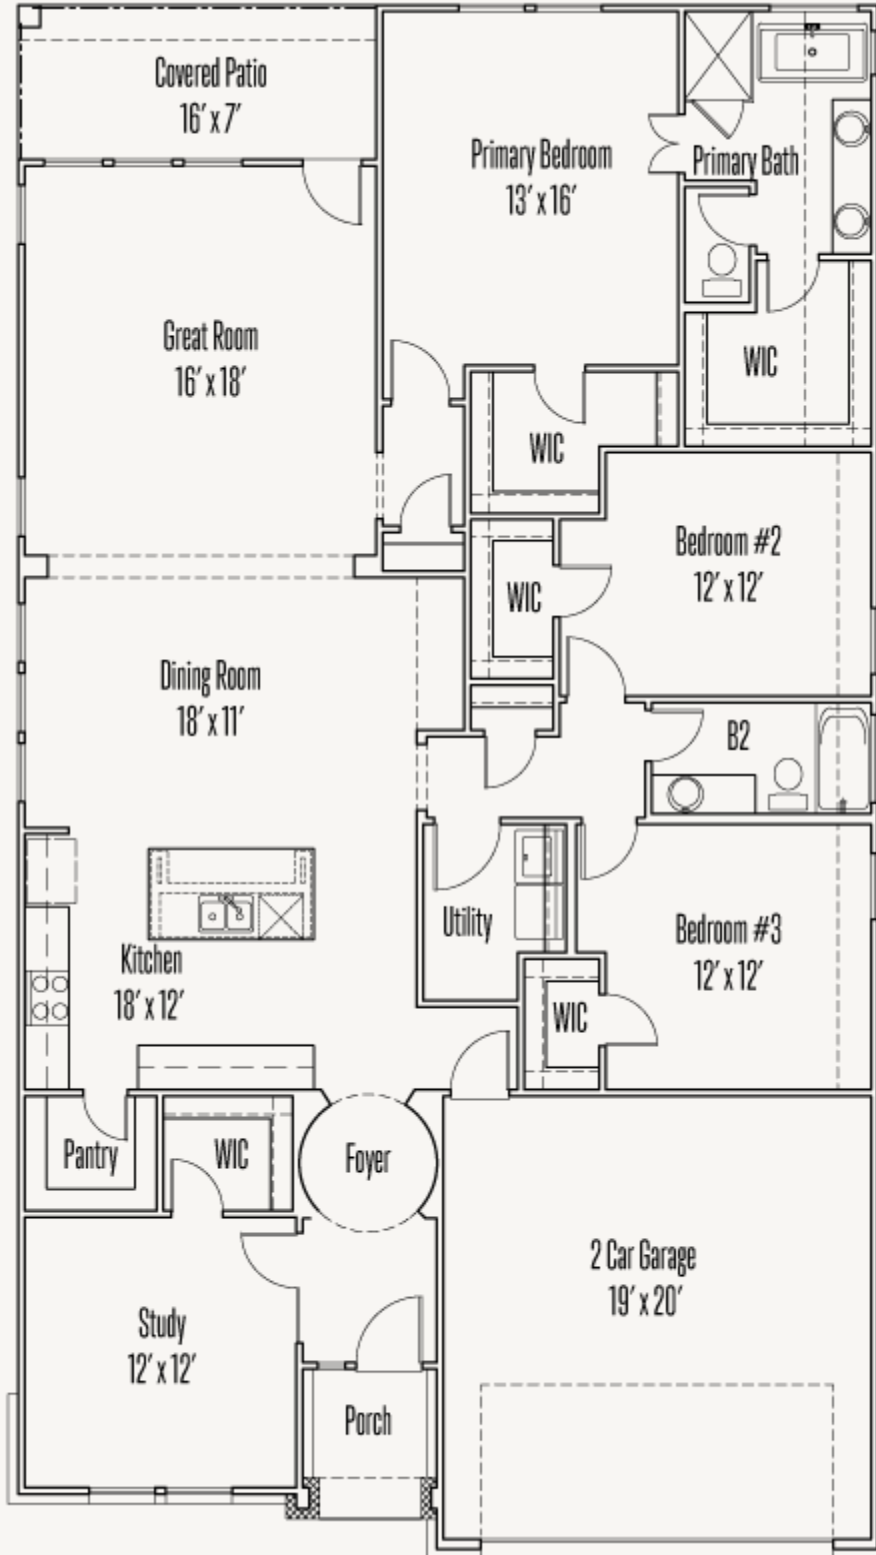 Covered Patio
16′ x 7′
Primary Bedroom
13′ x 16′
Primary Bath
Great Room
16′ x 18′
WIC
WIC
Bedroom #2
12′ x 12′
WIC
Dining Room
18′ x 11′
B2
Utility
Bedroom #3
12′ x 12′
Kitchen
18′ x 12′
WIC
Pantry
WIC
Foyer
2 Car Garage
19′ x 20′
Study
12′ x 12′
Porch